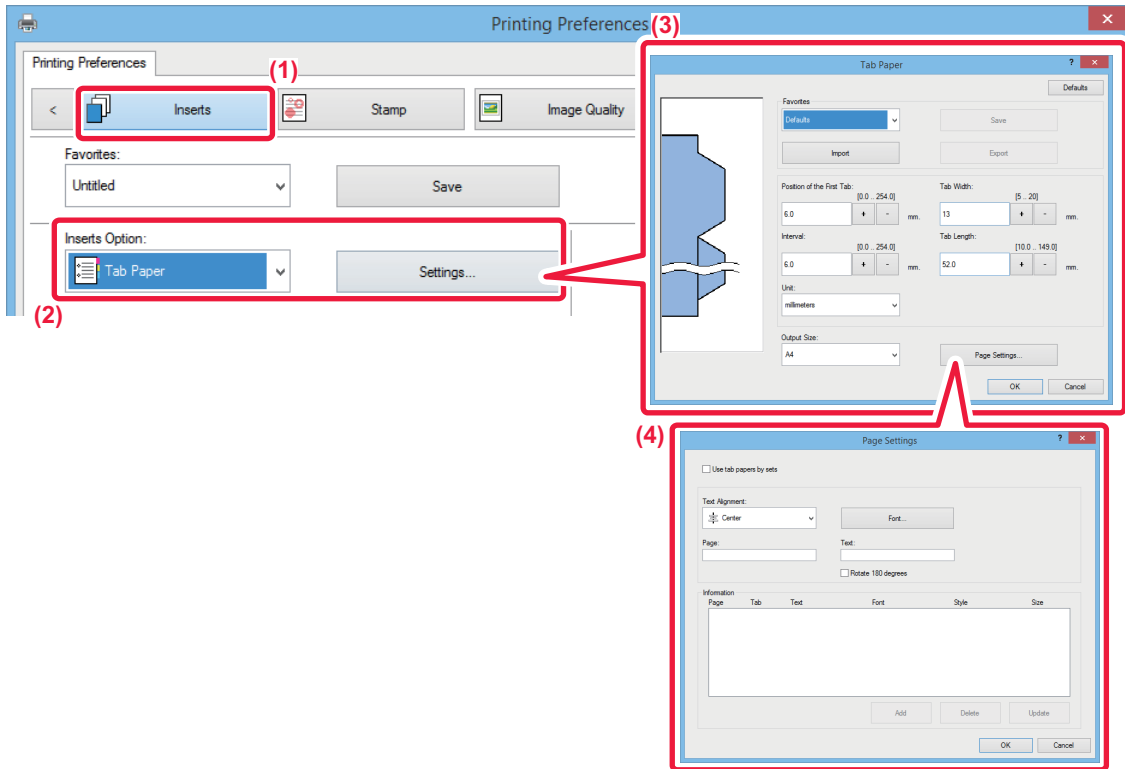 Printing Preferences
(3)
Printing Preferences
(1)
<
Inserts
Stamp
Image Quality
Favorites:
Untitled
Save
Inserts Option:
Tab Paper
Settings...
(2)
Tab Paper
?
×
Defaults
Favorites
Defaults
Save
Import
Export
Position of the First Tab:
[0.0 .. 254.0]
6.0
+
-
mm.
Tab Width:
[5 .. 20]
13
+
-
mm.
Interval:
[0.0 .. 254.0]
6.0
+
-
mm.
Tab Length:
[10.0 .. 149.0]
52.0
+
-
mm.
Unit:
millimeters
Output Size:
A4
Page Settings...
OK
Cancel
(4)
Page Settings
?
×
Use tab papers by sets
Text Alignment:
Center
Font...
Page:
Text:
Rotate 180 degrees
Information
Page Tab Text Font Style Size
Add
Delete
Update
OK
Cancel